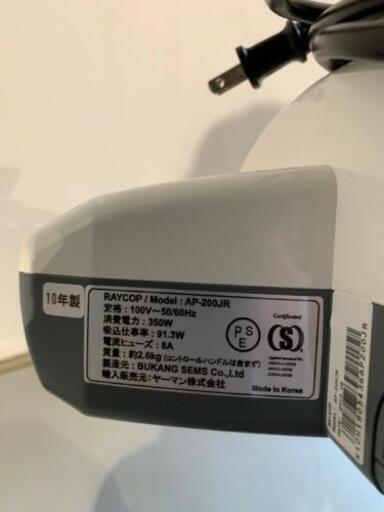 10年製
RAYCOP / Model : AP-200JR
定格 : 100V～50/60Hz
消費電力 : 350W
吸込仕事率 : 91.3W
電流ヒューズ : 8A
質量 : 約2.6kg (コントロールハンドルは含まず)
製造元 : BUKANG SEMS Co.,Ltd
輸入販売元 : ヤーマン株式会社
PSE
Certificated
S
Made in Korea